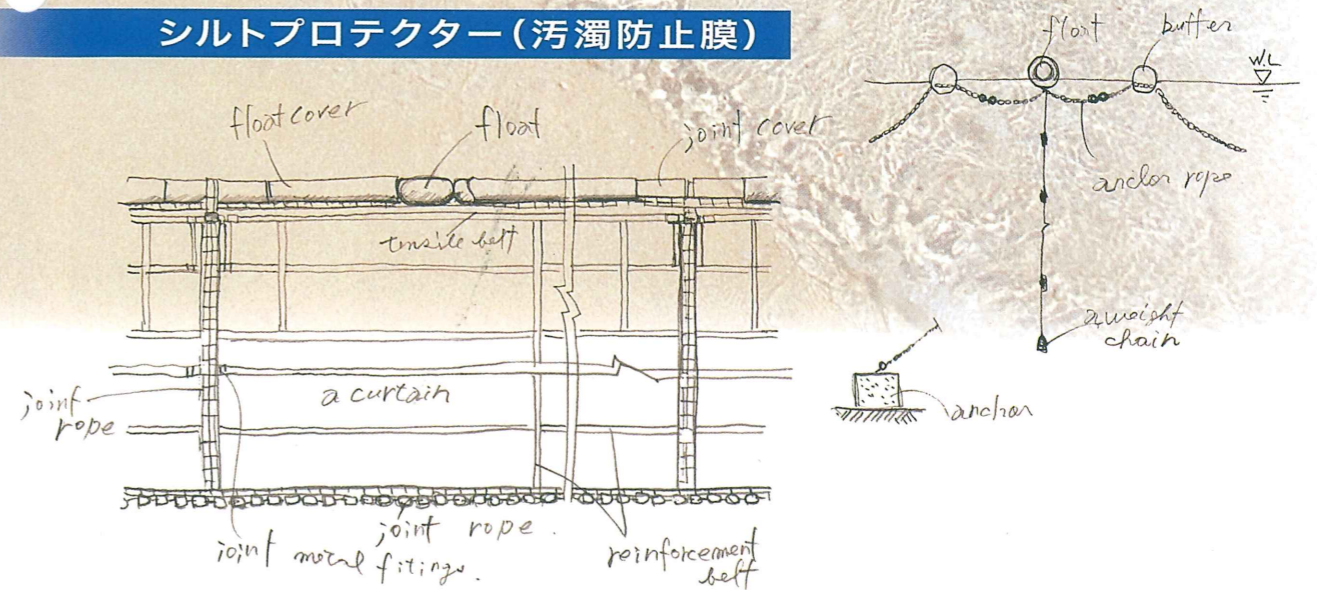 シルトプロテクター(汚濁防止膜)
float cover
float
joint cover
tensile belt
joint
rope
a curtain
joint rope.
joint metal fitings.
reinforcement
belt
float
buffer
W.L
anchor rope
a weight
chain
anchor